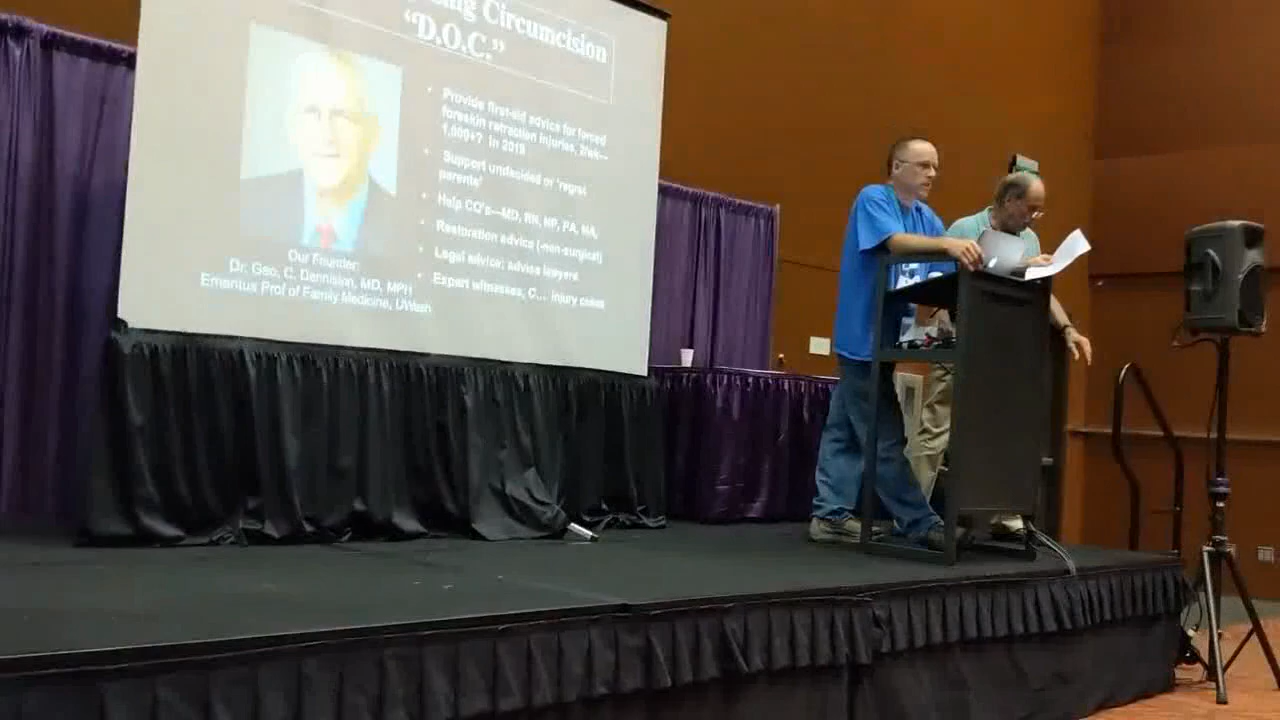 Circumcision
“D.O.C.”
• Provide first-aid advice for forced
foreskin retraction injuries,
1,000+? in 2018
• Support undecided or 'regret
parents'
• Help CO's—MD, RN, NP, PA, MA,
• Restoration advice (-non-surgical)
• Legal advice; advise lawyers
• Expert witnesses, C... injury cases
Our Founder:
Dr. Geo. C. Denniston, MD, MPH
Emeritus Prof of Family Medicine, UWash